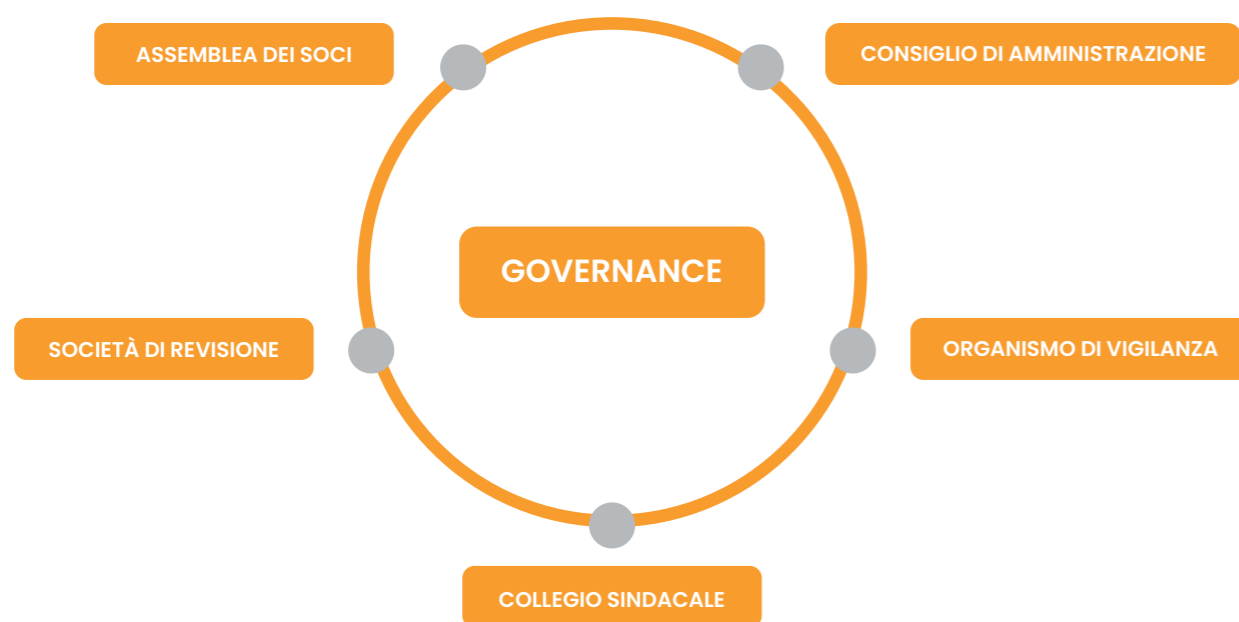 ASSEMBLEA DEI SOCI
CONSIGLIO DI AMMINISTRAZIONE
GOVERNANCE
SOCIETÀ DI REVISIONE
ORGANISMO DI VIGILANZA
COLLEGIO SINDACALE